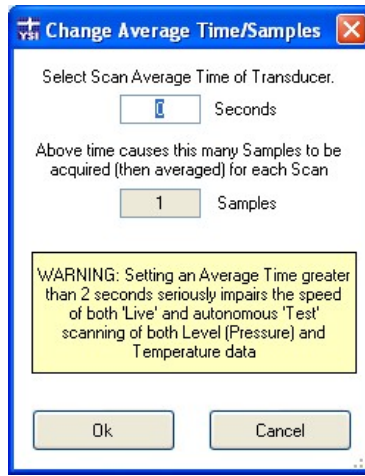 YSI Change Average Time/Samples
Select Scan Average Time of Transducer.
0 Seconds
Above time causes this many Samples to be
acquired (then averaged) for each Scan
1 Samples
WARNING: Setting an Average Time greater
than 2 seconds seriously impairs the speed
of both 'Live' and autonomous 'Test'
scanning of both Level (Pressure) and
Temperature data
Ok Cancel